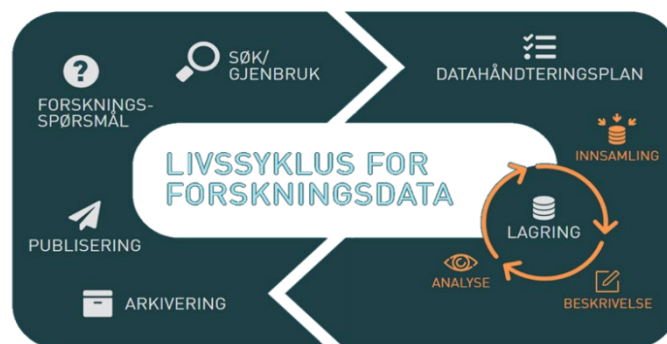 SØK/
GJENBRUK
DATAHÅNDTERINGSPLAN
?
FORSKNINGS-
SPØRSMÅL
INNSAMLING
LIVSSYKLUS FOR
FORSKNINGSDATA
LAGRING
PUBLISERING
ANALYSE
BESKRIVELSE
ARKIVERING